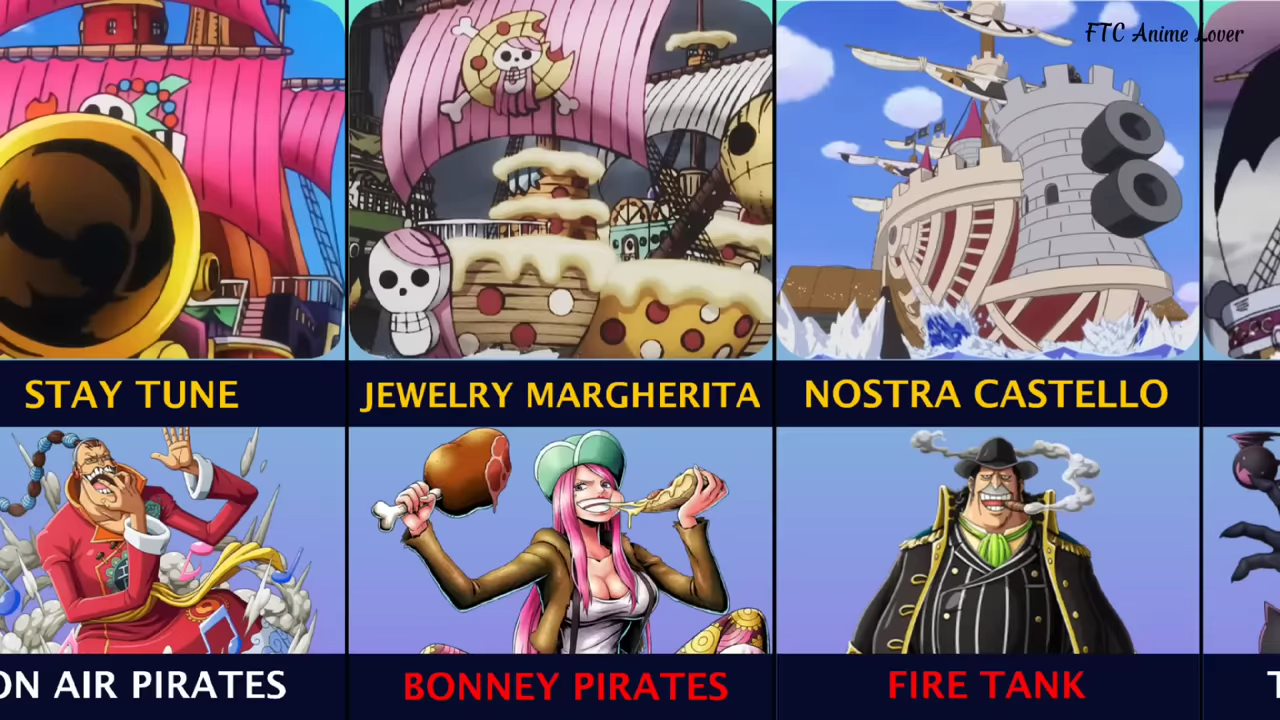 FTC Anime Lover
STAY TUNE
JEWELRY MARGHERITA
NOSTRA CASTELLO
ON AIR PIRATES
BONNEY PIRATES
FIRE TANK
T